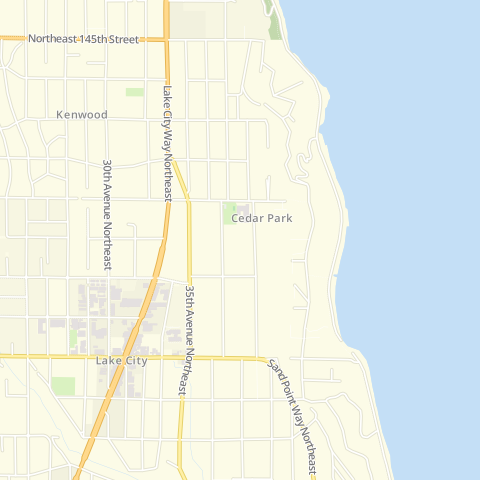 Northeast 145th Street
Kenwood
Lake City Way Northeast
30th Avenue Northeast
Cedar Park
35th Avenue Northeast
Lake City
Sand Point Way Northeast